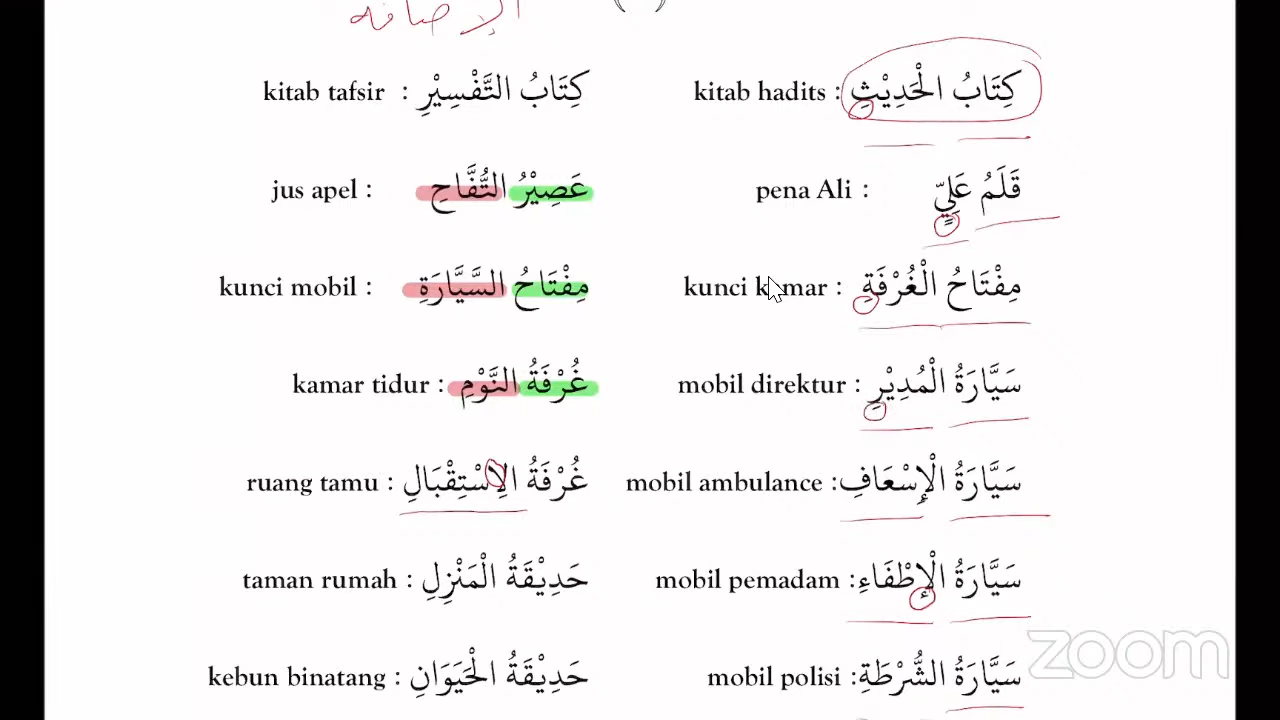 الإضافة
كِتَابُ الْحَدِيْثِ : kitab hadits
كِتَابُ التَّفْسِيْرِ : kitab tafsir
قَلَمُ عَلِيٍّ : pena Ali
عَصِيْرُ التُّفَّاحِ : jus apel
مِفْتَاحُ الْغُرْفَةِ : kunci kamar
مِفْتَاحُ السَّيَّارَةِ : kunci mobil
سَيَّارَةُ الْمُدِيْرِ : mobil direktur
غُرْفَةُ النَّوْمِ : kamar tidur
سَيَّارَةُ الْإِسْعَافِ : mobil ambulance
غُرْفَةُ الِاسْتِقْبَالِ : ruang tamu
سَيَّارَةُ الْإِطْفَاءِ : mobil pemadam
حَدِيْقَةُ الْمَنْزِلِ : taman rumah
سَيَّارَةُ الشُّرْطَةِ : mobil polisi
حَدِيْقَةُ الْحَيَوَانِ : kebun binatang
zoom